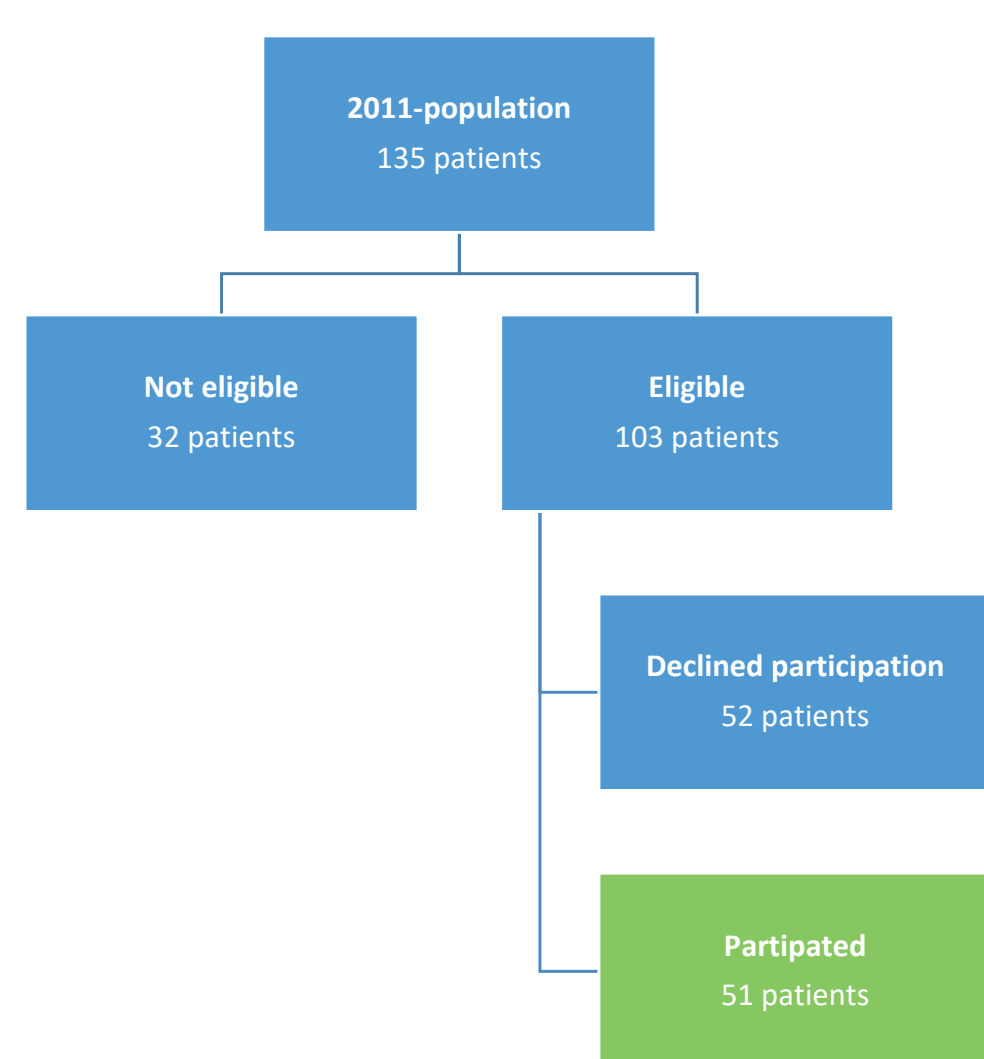 2011-population
135 patients
Not eligible
32 patients
Eligible
103 patients
Declined participation
52 patients
Partipated
51 patients